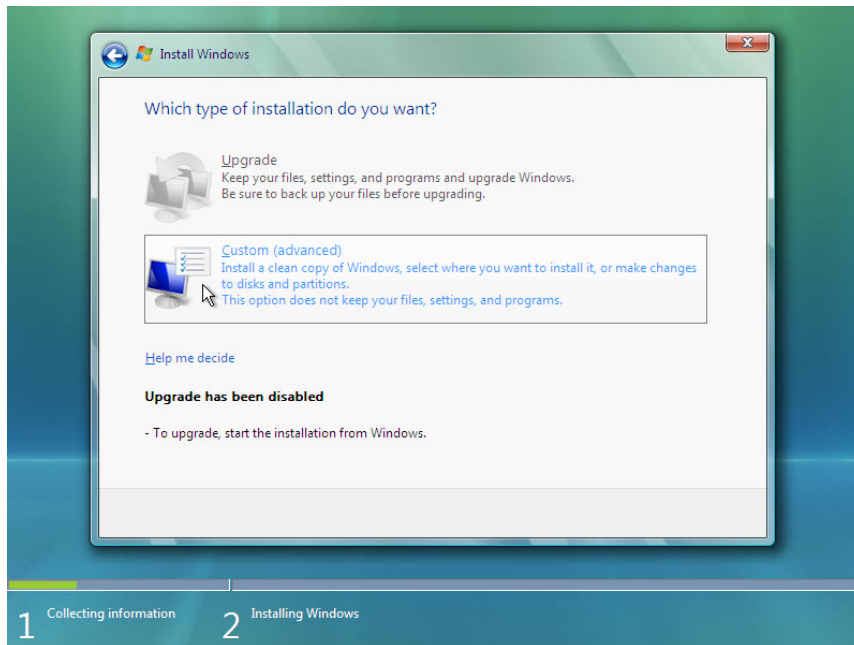 Install Windows
Which type of installation do you want?
Upgrade
Keep your files, settings, and programs and upgrade Windows.
Be sure to back up your files before upgrading.
Custom (advanced)
Install a clean copy of Windows, select where you want to install it, or make changes
to disks and partitions.
This option does not keep your files, settings, and programs.
Help me decide
Upgrade has been disabled
- To upgrade, start the installation from Windows.
1 Collecting information
2 Installing Windows